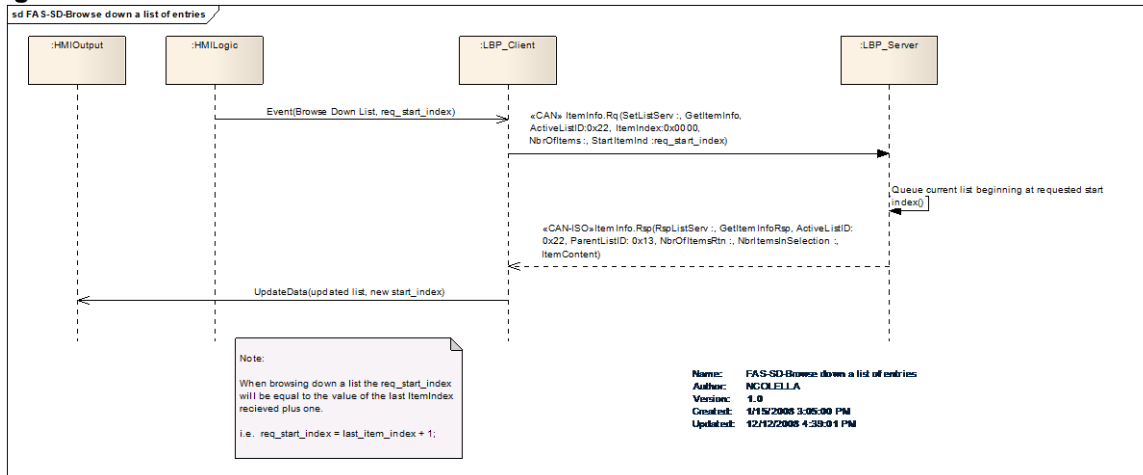 sd FAS-SD-Browse down a list of entries
:HMIOutput
:HMILogic
:LBP_Client
:LBP_Server
Event(Browse Down List, req_start_index)
«CAN» ItemInfo.Rq(SetListServ :, GetItemInfo,
ActiveListID:0x22, ItemIndex:0x0000,
NbrOfItems :, StartItemInd :req_start_index)
Queue current list beginning at requested start
index()
«CAN-ISO»ItemInfo.Rsp(RspListServ :, GetItemInfoRsp, ActiveListID:
0x22, ParentListID: 0x13, NbrOfItemsRtn :, NbrItemsInSelection :,
ItemContent)
UpdateData(updated list, new start_index)
Note:
When browsing down a list the req_start_index
will be equal to the value of the last ItemIndex
recieved plus one.
i.e. req_start_index = last_item_index + 1;
Name: FAS-SD-Browse down a list of entries
Author: NCOLELLA
Version: 1.0
Created: 1/15/2008 3:05:00 PM
Updated: 12/12/2008 4:39:01 PM